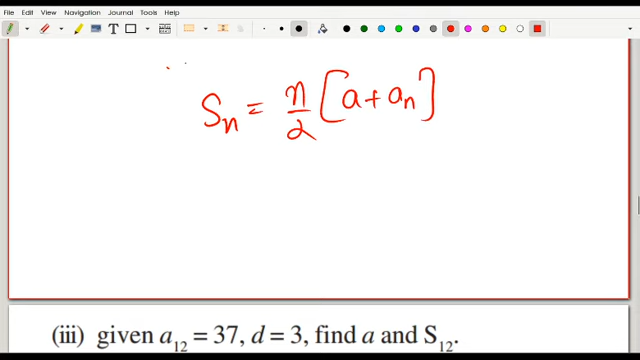 File Edit View Navigation Journal Tools Help
Sn = n/2 [a + an]
(iii) given a12 = 37, d = 3, find a and S12.